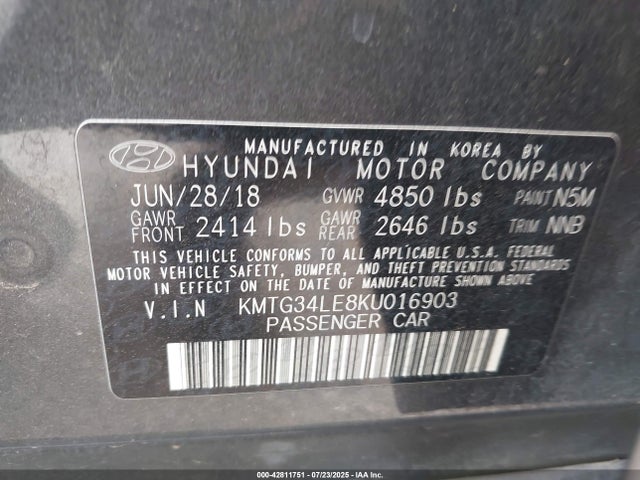 MANUFACTURED IN KOREA BY
HYUNDAI MOTOR COMPANY
JUN/28/18 GVWR 4850 lbs PAINT N5M
GAWR FRONT 2414 lbs GAWR REAR 2646 lbs TRIM NNB
THIS VEHICLE CONFORMS TO ALL APPLICABLE U.S.A. FEDERAL
MOTOR VEHICLE SAFETY, BUMPER, AND THEFT PREVENTION STANDARDS
IN EFFECT ON THE DATE OF MANUFACTURE SHOWN ABOVE.
V.I.N KMTG34LE8KU016903
PASSENGER CAR
000-42811751 07/23/2025 - IAA, Inc.